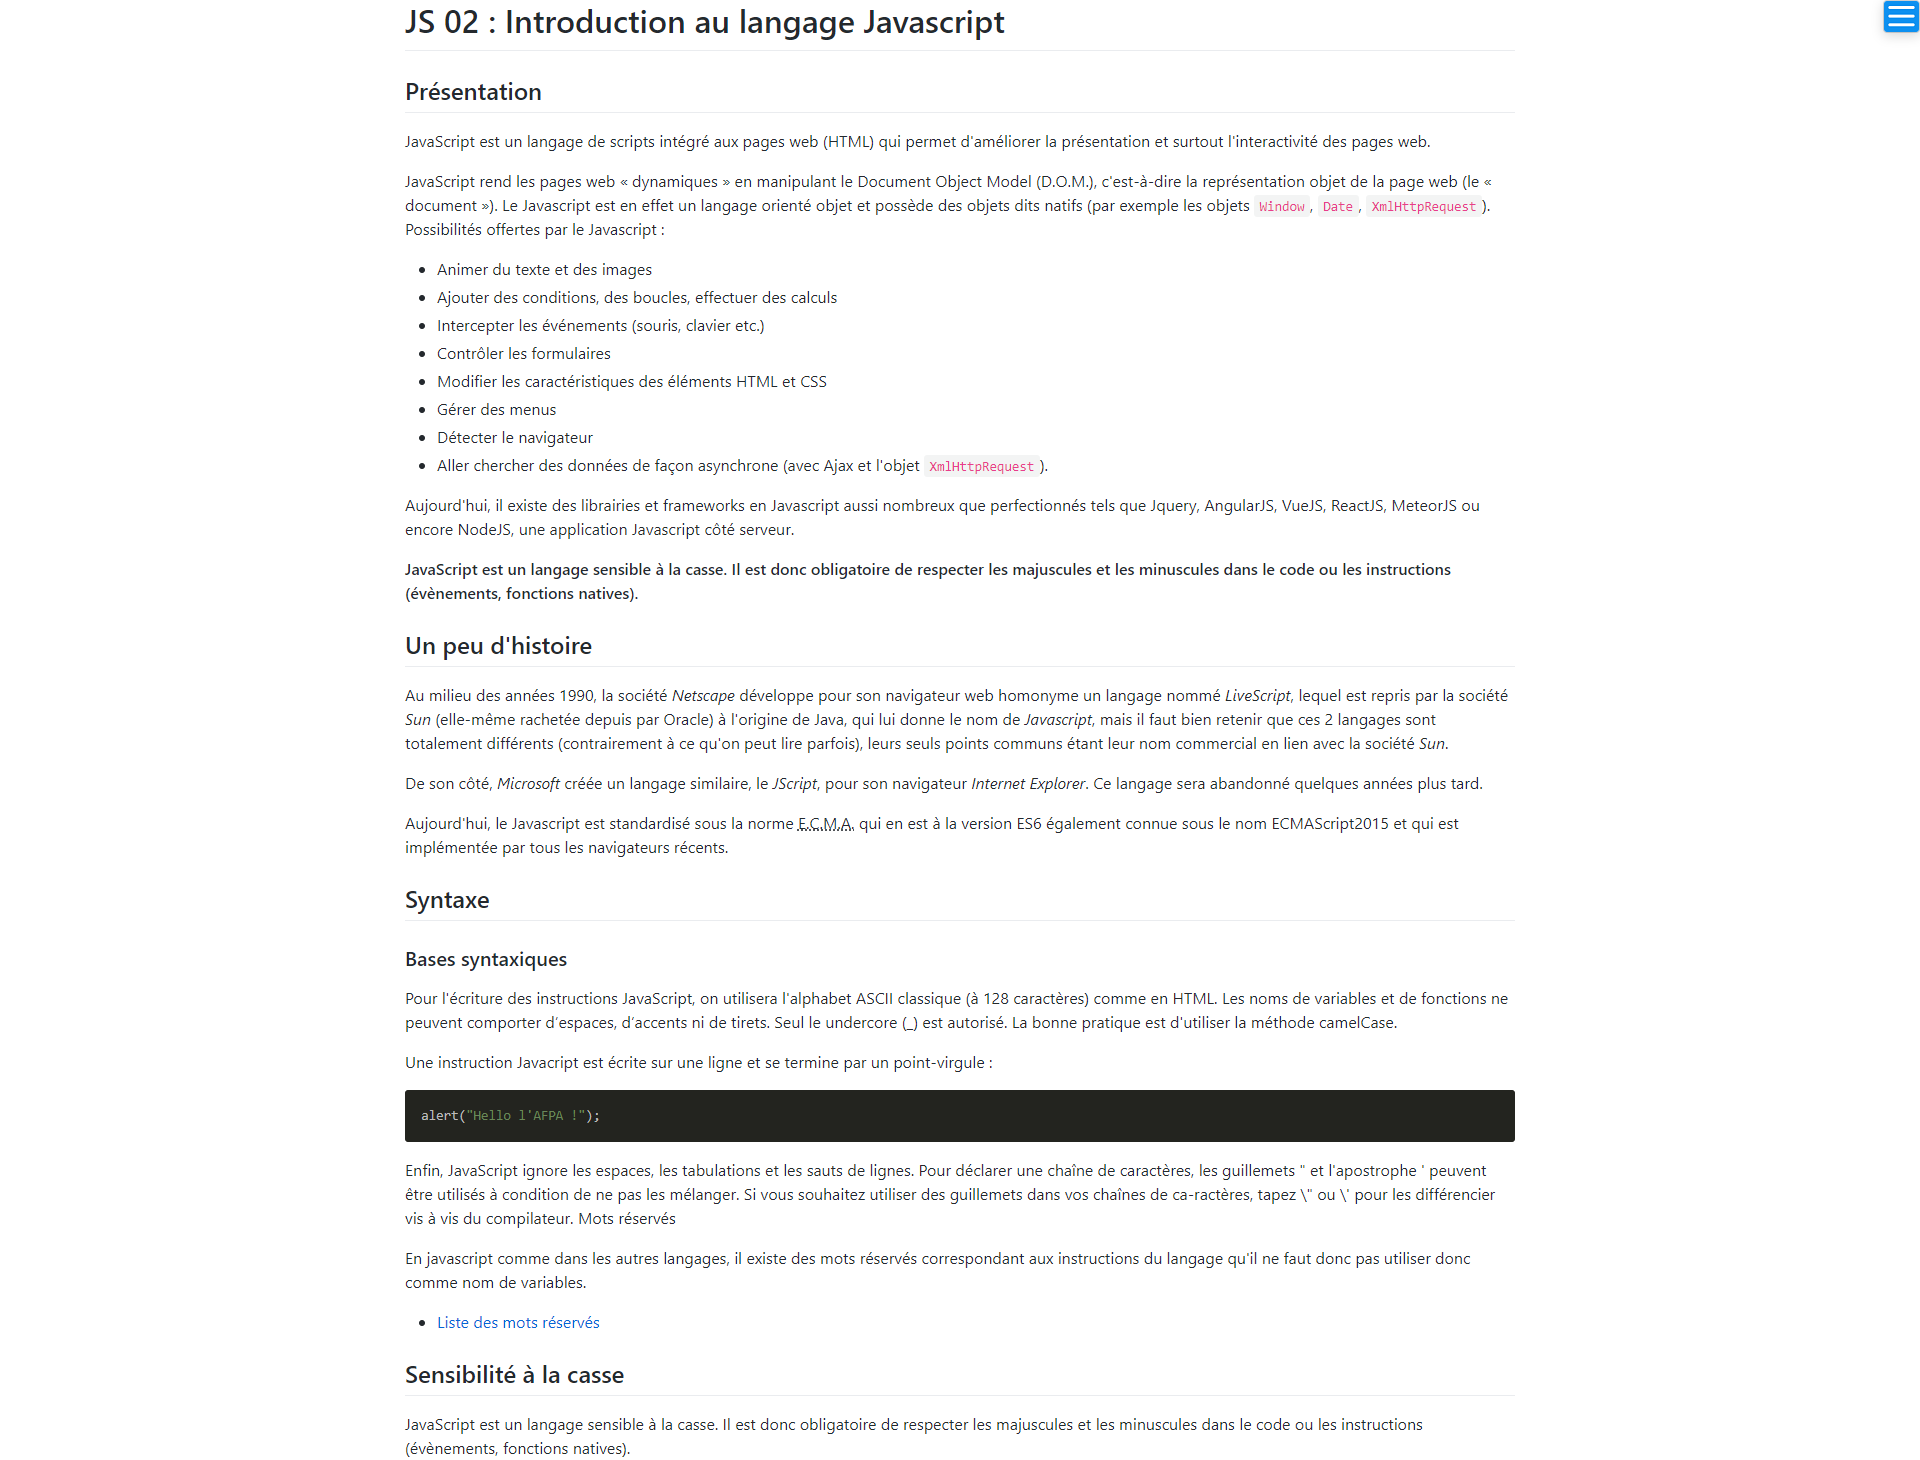 JS 02 : Introduction au langage Javascript
Présentation
JavaScript est un langage de scripts intégré aux pages web (HTML) qui permet d'améliorer la présentation et surtout l'interactivité des pages web.
JavaScript rend les pages web « dynamiques » en manipulant le Document Object Model (D.O.M.), c'est-à-dire la représentation objet de la page web (le «
document »). Le Javascript est en effet un langage orienté objet et possède des objets dits natifs (par exemple les objets Window, Date, XmlHttpRequest).
Possibilités offertes par le Javascript :
• Animer du texte et des images
• Ajouter des conditions, des boucles, effectuer des calculs
• Intercepter les événements (souris, clavier etc.)
• Contrôler les formulaires
• Modifier les caractéristiques des éléments HTML et CSS
• Gérer des menus
• Détecter le navigateur
• Aller chercher des données de façon asynchrone (avec Ajax et l'objet XmlHttpRequest).
Aujourd'hui, il existe des librairies et frameworks en Javascript aussi nombreux que perfectionnés tels que Jquery, AngularJS, VueJS, ReactJS, MeteorJS ou
encore NodeJS, une application Javascript côté serveur.
JavaScript est un langage sensible à la casse. Il est donc obligatoire de respecter les majuscules et les minuscules dans le code ou les instructions
(évènements, fonctions natives).
Un peu d'histoire
Au milieu des années 1990, la société Netscape développe pour son navigateur web homonyme un langage nommé LiveScript, lequel est repris par la société
Sun (elle-même rachetée depuis par Oracle) à l'origine de Java, qui lui donne le nom de Javascript, mais il faut bien retenir que ces 2 langages sont
totalement différents (contrairement à ce qu'on peut lire parfois), leurs seuls points communs étant leur nom commercial en lien avec la société Sun.
De son côté, Microsoft créée un langage similaire, le JScript, pour son navigateur Internet Explorer. Ce langage sera abandonné quelques années plus tard.
Aujourd'hui, le Javascript est standardisé sous la norme E.C.M.A. qui en est à la version ES6 également connue sous le nom ECMAScript2015 et qui est
implémentée par tous les navigateurs récents.
Syntaxe
Bases syntaxiques
Pour l'écriture des instructions JavaScript, on utilisera l'alphabet ASCII classique (à 128 caractères) comme en HTML. Les noms de variables et de fonctions ne
peuvent comporter d’espaces, d’accents ni de tirets. Seul le undercore (_) est autorisé. La bonne pratique est d'utiliser la méthode camelCase.
Une instruction Javacript est écrite sur une ligne et se termine par un point-virgule :
alert("Hello l'AFPA !");
Enfin, JavaScript ignore les espaces, les tabulations et les sauts de lignes. Pour déclarer une chaîne de caractères, les guillemets " et l'apostrophe ' peuvent
être utilisés à condition de ne pas les mélanger. Si vous souhaitez utiliser des guillemets dans vos chaînes de ca-ractères, tapez \" ou \' pour les différencier
vis à vis du compilateur. Mots réservés
En javascript comme dans les autres langages, il existe des mots réservés correspondant aux instructions du langage qu'il ne faut donc pas utiliser donc
comme nom de variables.
• Liste des mots réservés
Sensibilité à la casse
JavaScript est un langage sensible à la casse. Il est donc obligatoire de respecter les majuscules et les minuscules dans le code ou les instructions
(évènements, fonctions natives).